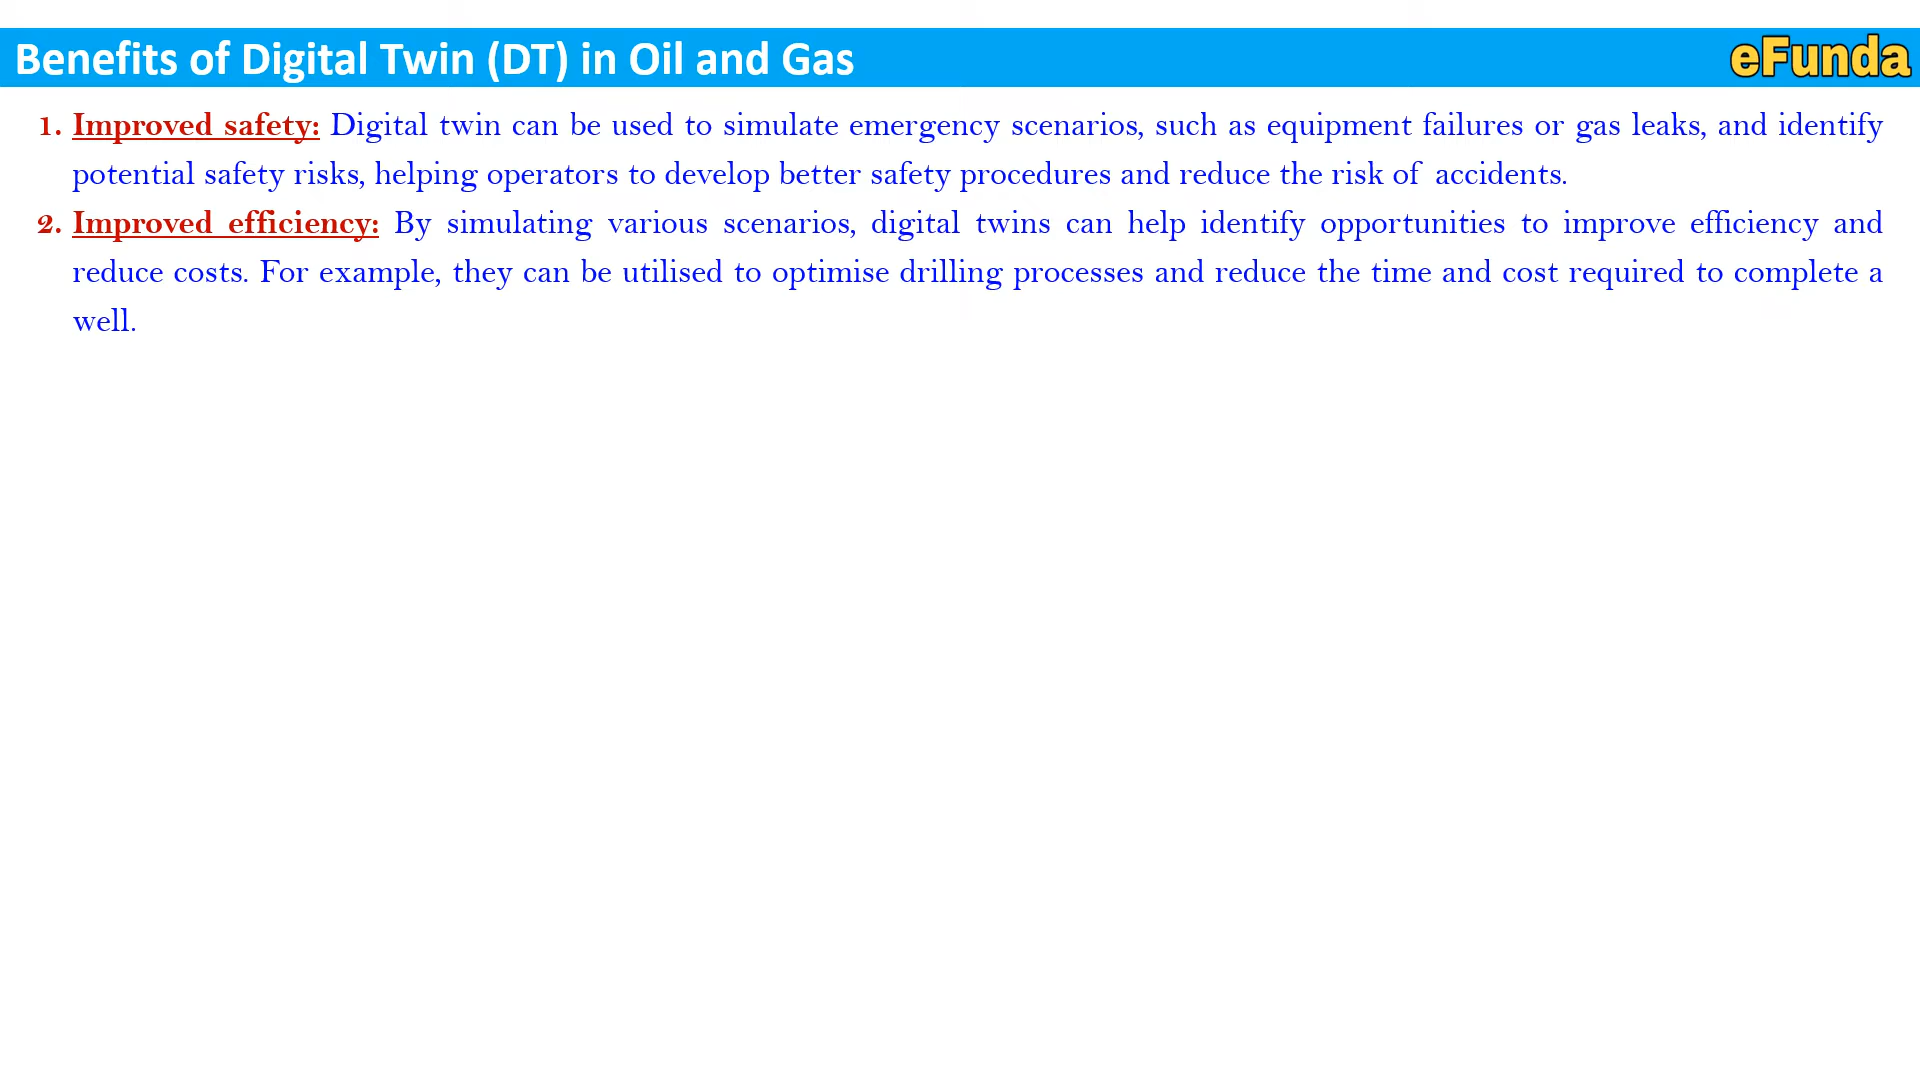 Benefits of Digital Twin (DT) in Oil and Gas
eFunda
1. Improved safety: Digital twin can be used to simulate emergency scenarios, such as equipment failures or gas leaks, and identify
potential safety risks, helping operators to develop better safety procedures and reduce the risk of accidents.
2. Improved efficiency: By simulating various scenarios, digital twins can help identify opportunities to improve efficiency and
reduce costs. For example, they can be utilised to optimise drilling processes and reduce the time and cost required to complete a
well.